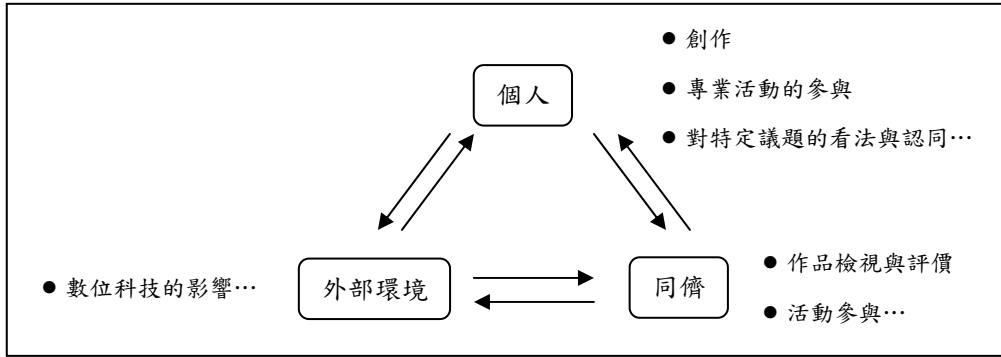 ● 創作
個人
● 專業活動的參與
● 對特定議題的看法與認同…
● 數位科技的影響…
外部環境
同儕
● 作品檢視與評價
● 活動參與…